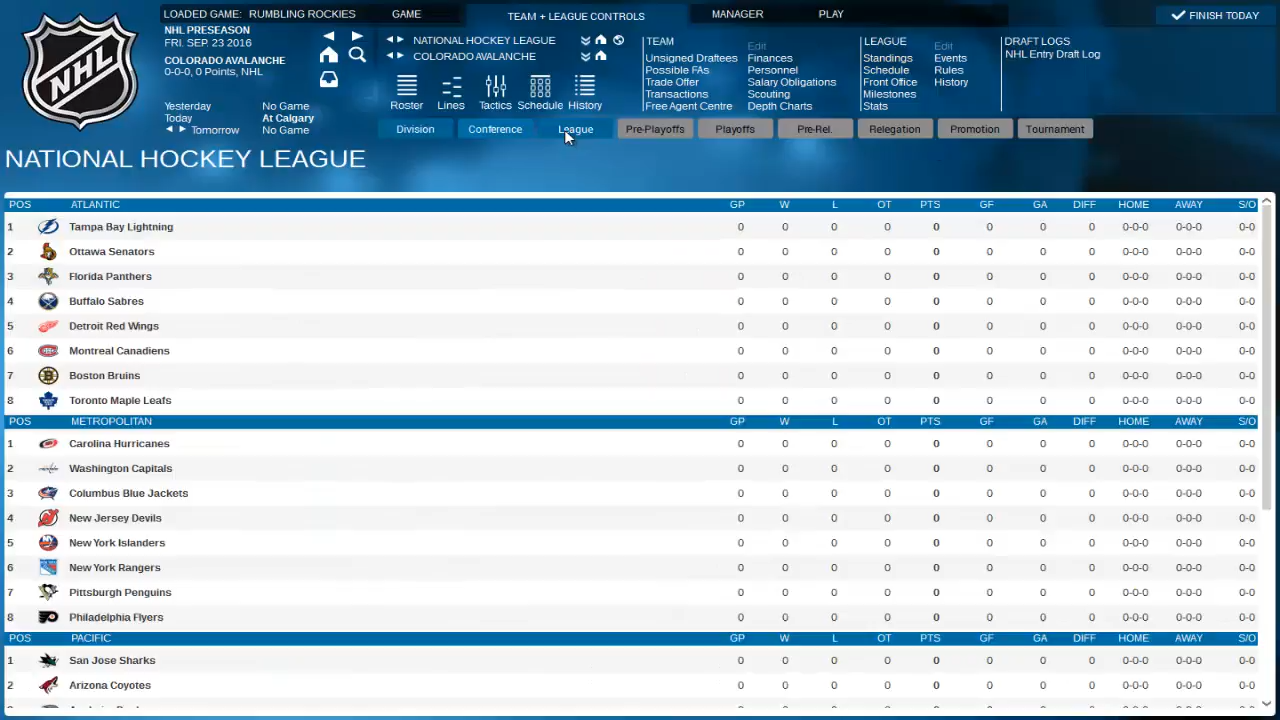 LOADED GAME: RUMBLING ROCKIES GAME TEAM + LEAGUE CONTROLS MANAGER PLAY FINISH TODAY
NHL
NHL PRESEASON
FRI. SEP. 23 2016
COLORADO AVALANCHE
0-0-0, 0 Points, NHL
Yesterday No Game
Today At Calgary
Tomorrow No Game
NATIONAL HOCKEY LEAGUE
COLORADO AVALANCHE
Roster Lines Tactics Schedule History
TEAM
Unsigned Draftees
Possible FAs
Trade Offer
Transactions
Free Agent Centre
Edit
Finances
Personnel
Salary Obligations
Scouting
Depth Charts
LEAGUE
Standings
Schedule
Front Office
Milestones
Stats
Edit
Events
Rules
History
DRAFT LOGS
NHL Entry Draft Log
Division Conference League Pre-Playoffs Playoffs Pre-Rel. Relegation Promotion Tournament
NATIONAL HOCKEY LEAGUE
POS ATLANTIC GP W L OT PTS GF GA DIFF HOME AWAY S/O
1 Tampa Bay Lightning 0 0 0 0 0 0 0 0 0-0-0 0-0-0 0-0
2 Ottawa Senators 0 0 0 0 0 0 0 0 0-0-0 0-0-0 0-0
3 Florida Panthers 0 0 0 0 0 0 0 0 0-0-0 0-0-0 0-0
4 Buffalo Sabres 0 0 0 0 0 0 0 0 0-0-0 0-0-0 0-0
5 Detroit Red Wings 0 0 0 0 0 0 0 0 0-0-0 0-0-0 0-0
6 Montreal Canadiens 0 0 0 0 0 0 0 0 0-0-0 0-0-0 0-0
7 Boston Bruins 0 0 0 0 0 0 0 0 0-0-0 0-0-0 0-0
8 Toronto Maple Leafs 0 0 0 0 0 0 0 0 0-0-0 0-0-0 0-0
POS METROPOLITAN GP W L OT PTS GF GA DIFF HOME AWAY S/O
1 Carolina Hurricanes 0 0 0 0 0 0 0 0 0-0-0 0-0-0 0-0
2 Washington Capitals 0 0 0 0 0 0 0 0 0-0-0 0-0-0 0-0
3 Columbus Blue Jackets 0 0 0 0 0 0 0 0 0-0-0 0-0-0 0-0
4 New Jersey Devils 0 0 0 0 0 0 0 0 0-0-0 0-0-0 0-0
5 New York Islanders 0 0 0 0 0 0 0 0 0-0-0 0-0-0 0-0
6 New York Rangers 0 0 0 0 0 0 0 0 0-0-0 0-0-0 0-0
7 Pittsburgh Penguins 0 0 0 0 0 0 0 0 0-0-0 0-0-0 0-0
8 Philadelphia Flyers 0 0 0 0 0 0 0 0 0-0-0 0-0-0 0-0
POS PACIFIC GP W L OT PTS GF GA DIFF HOME AWAY S/O
1 San Jose Sharks 0 0 0 0 0 0 0 0 0-0-0 0-0-0 0-0
2 Arizona Coyotes 0 0 0 0 0 0 0 0 0-0-0 0-0-0 0-0